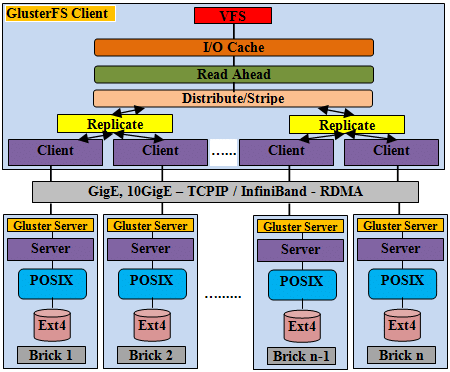 GlusterFS Client
VFS
I/O Cache
Read Ahead
Distribute/Stripe
Replicate
Replicate
Client
Client
......
Client
Client
GigE, 10GigE – TCPIP / InfiniBand - RDMA
Gluster Server
Gluster Server
Gluster Server
Gluster Server
Server
Server
Server
Server
POSIX
POSIX
POSIX
POSIX
.........
Ext4
Ext4
Ext4
Ext4
Brick 1
Brick 2
Brick n-1
Brick n